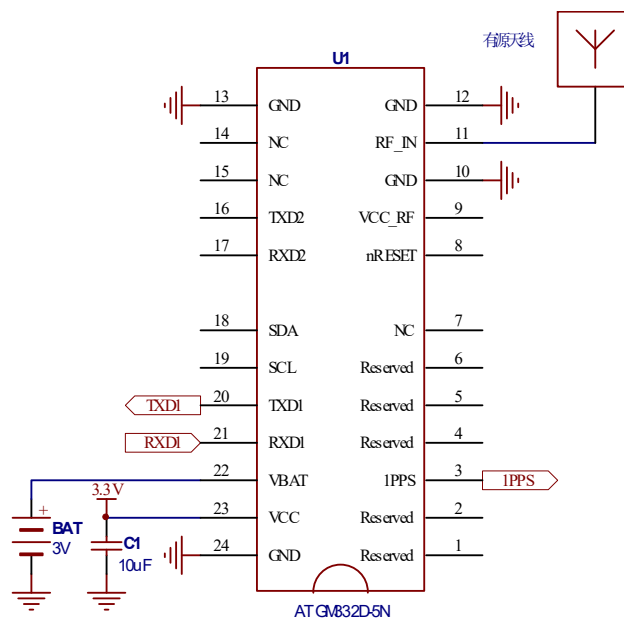 有源天线
U1
13 GND GND 12
14 NC RF_IN 11
15 NC GND 10
16 TXD2 VCC_RF 9
17 RXD2 nRESET 8
18 SDA NC 7
19 SCL Reserved 6
TXD1 20 TXD1 Reserved 5
RXD1 21 RXD1 Reserved 4
22 VBAT 1PPS 3 1PPS
3.3V 23 VCC Reserved 2
+
BAT
3V
C1
10uF
24 GND Reserved 1
ATGM332D-5N